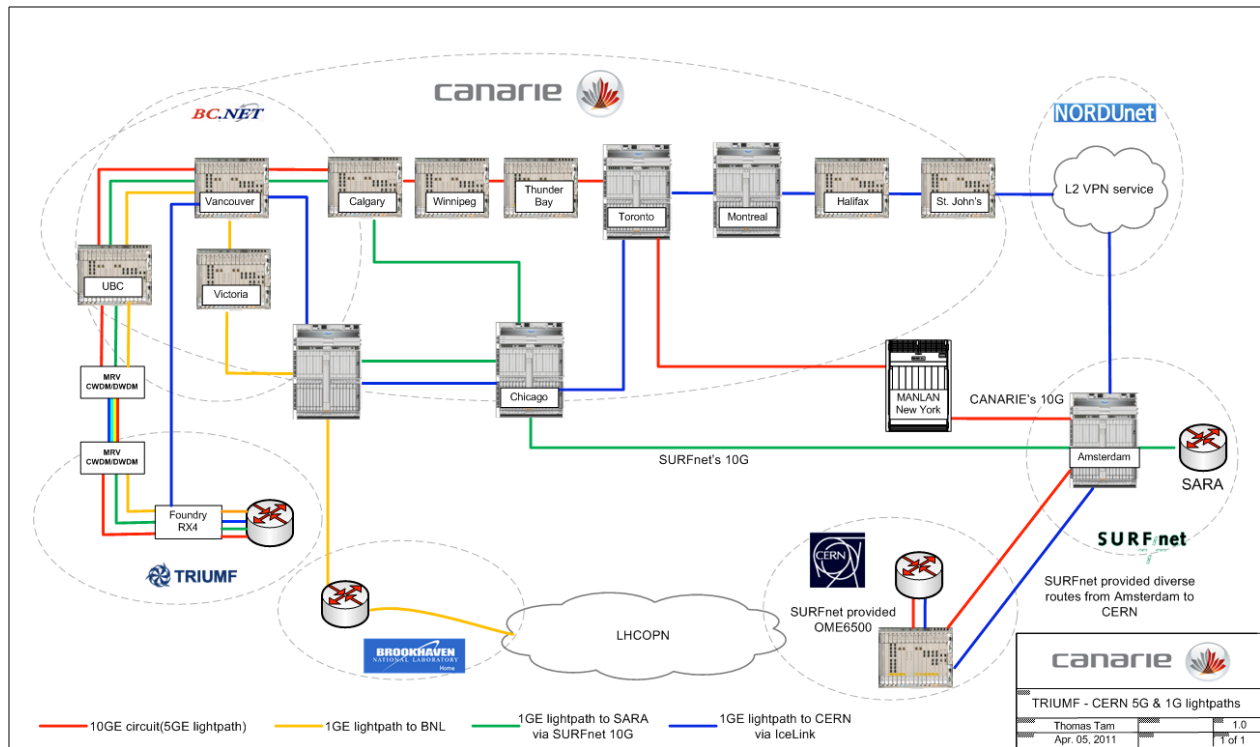 canarie
BC.NET
NORDUnet
L2 VPN service
Vancouver
Calgary
Winnipeg
Thunder
Bay
Toronto
Montreal
Halifax
St. John's
UBC
Victoria
MRV
CWDM/DWDM
Chicago
MANLAN
New York
CANARIE's 10G
MRV
CWDM/DWDM
SURFnet's 10G
Amsterdam
SARA
Foundry
RX4
TRIUMF
CERN
SURFnet
SURFnet provided diverse
routes from Amsterdam to
CERN
SURFnet provided
OME6500
LHCOPN
BROOKHAVEN
NATIONAL LABORATORY
Home
canarie
TRIUMF - CERN 5G & 1G lightpaths
Thomas Tam
1.0
Apr. 05, 2011
1 of 1
10GE circuit(5GE lightpath)
1GE lightpath to BNL
1GE lightpath to SARA
via SURFnet 10G
1GE lightpath to CERN
via IceLink